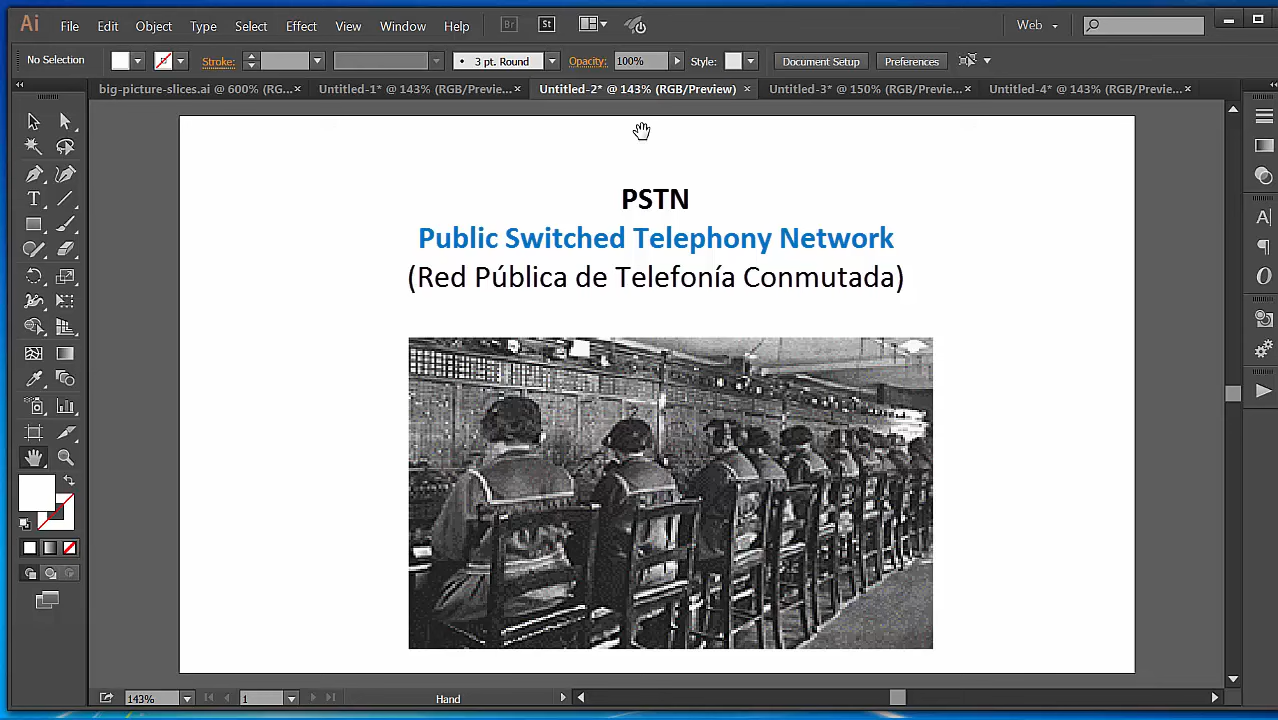 Ai File Edit Object Type Select Effect View Window Help Br St Web
No Selection Stroke: 3 pt. Round Opacity: 100% Style: Document Setup Preferences
big-picture-slices.ai @ 600% (RG... Untitled-1* @ 143% (RGB/Previe... Untitled-2* @ 143% (RGB/Preview) Untitled-3* @ 150% (RGB/Previe... Untitled-4* @ 143% (RGB/Previe...
PSTN
Public Switched Telephony Network
(Red Pública de Telefonía Conmutada)
143% 1 Hand